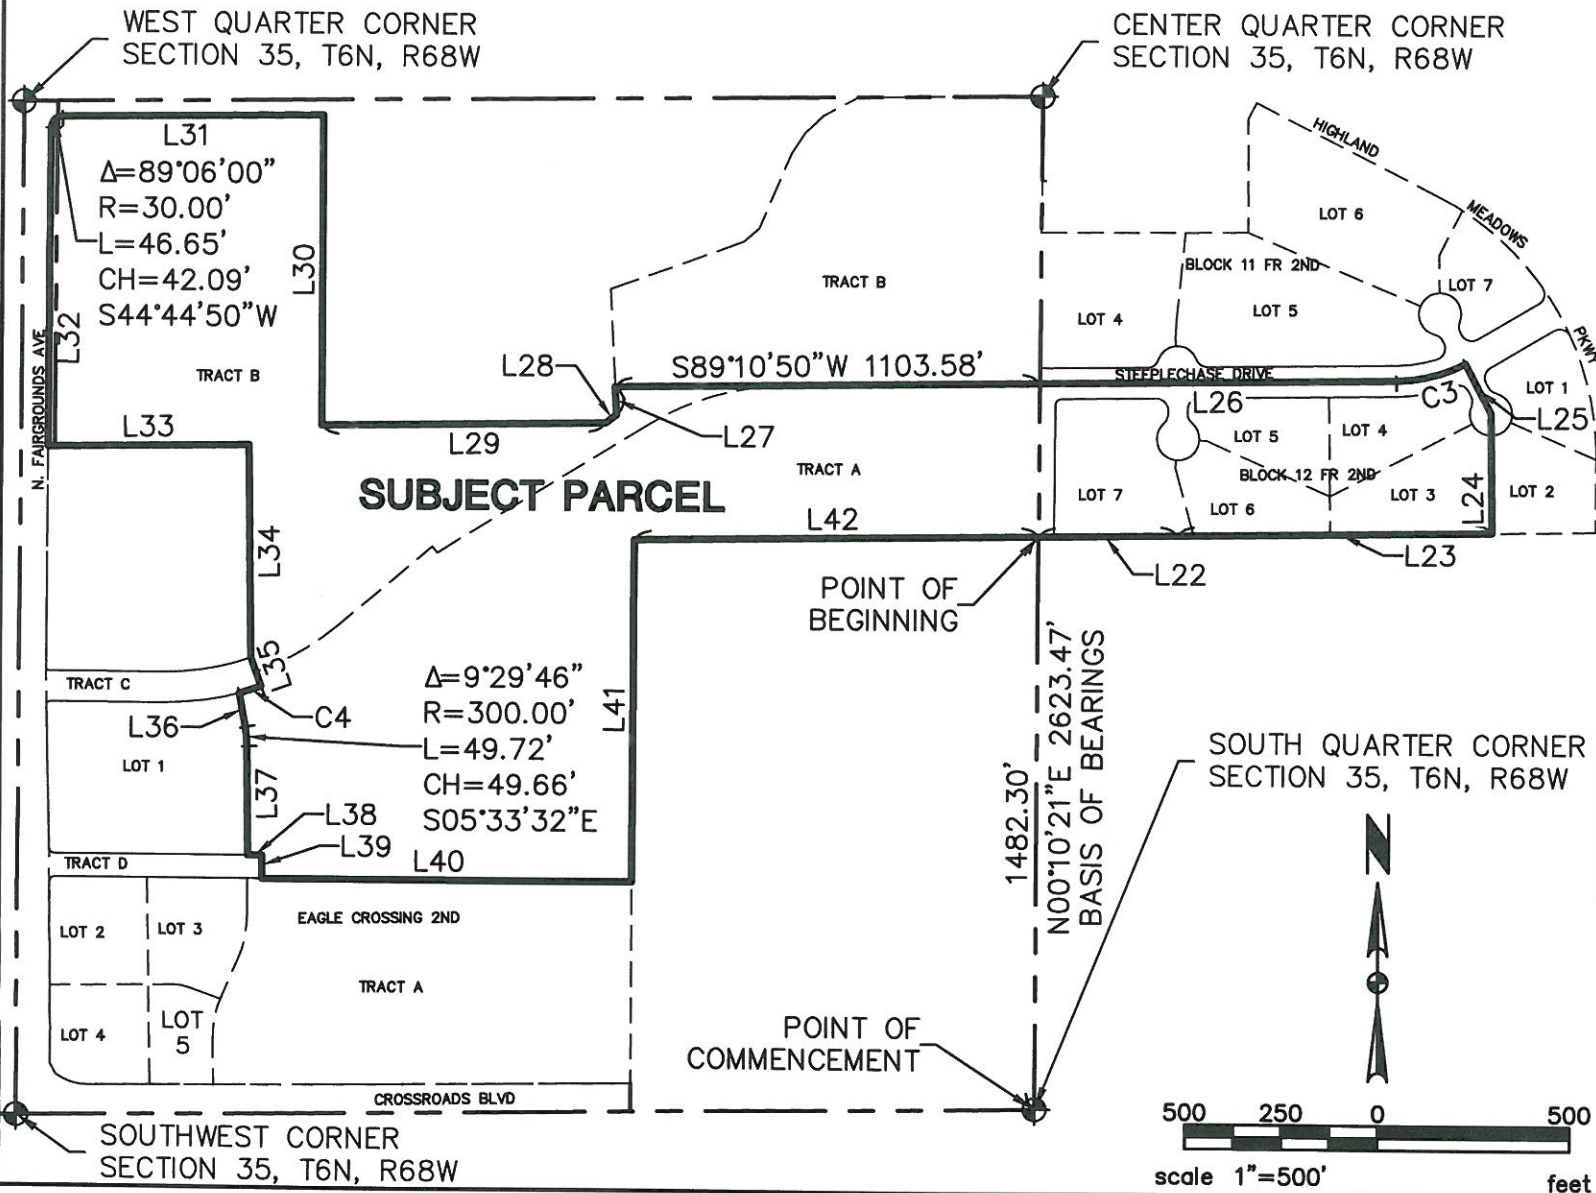 WEST QUARTER CORNER
SECTION 35, T6N, R68W
CENTER QUARTER CORNER
SECTION 35, T6N, R68W
L31
Δ=89°06'00"
R=30.00'
L=46.65'
CH=42.09'
S44°44'50"W
L30
L32
N. FAIRGROUNDS AVE
TRACT B
L33
TRACT B
HIGHLAND
MEADOWS
PKWY
LOT 6
BLOCK 11 FR 2ND
LOT 7
LOT 5
LOT 4
L28
S89°10'50"W 1103.58'
STEEPLECHASE DRIVE
L26
C3
LOT 1
L25
L29
L27
LOT 5
LOT 4
TRACT A
BLOCK 12 FR 2ND
SUBJECT PARCEL
LOT 7
LOT 6
LOT 3
L24
LOT 2
L42
L34
L22
L23
POINT OF
BEGINNING
L35
TRACT C
L36
C4
Δ=9°29'46"
R=300.00'
L=49.72'
CH=49.66'
S05°33'32"E
L41
LOT 1
L37
L38
L39
TRACT D
L40
1482.30'
N00°10'21"E 2623.47'
BASIS OF BEARINGS
SOUTH QUARTER CORNER
SECTION 35, T6N, R68W
N
EAGLE CROSSING 2ND
LOT 2
LOT 3
TRACT A
LOT 4
LOT
5
POINT OF
COMMENCEMENT
CROSSROADS BLVD
SOUTHWEST CORNER
SECTION 35, T6N, R68W
500 250 0 500
scale 1"=500' feet